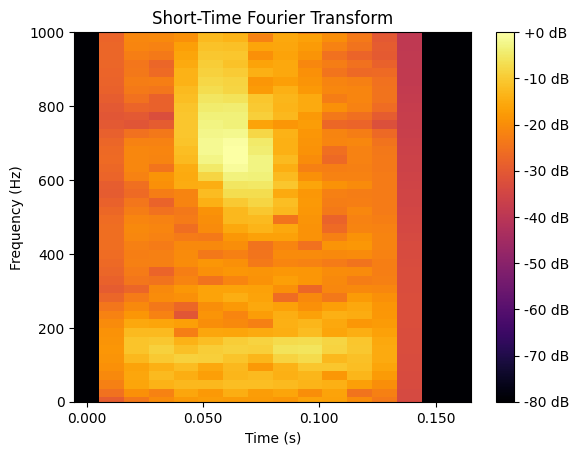 Short-Time Fourier Transform
1000
800
600
400
200
0
Frequency (Hz)
0.000
0.050
0.100
0.150
Time (s)
+0 dB
-10 dB
-20 dB
-30 dB
-40 dB
-50 dB
-60 dB
-70 dB
-80 dB